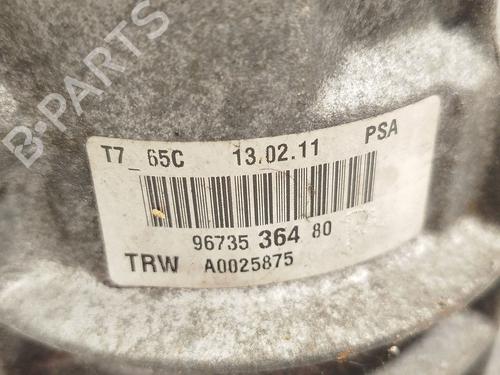 B-PARTS
T7_65C 13.02.11 PSA
96735 364 80
TRW A0025875